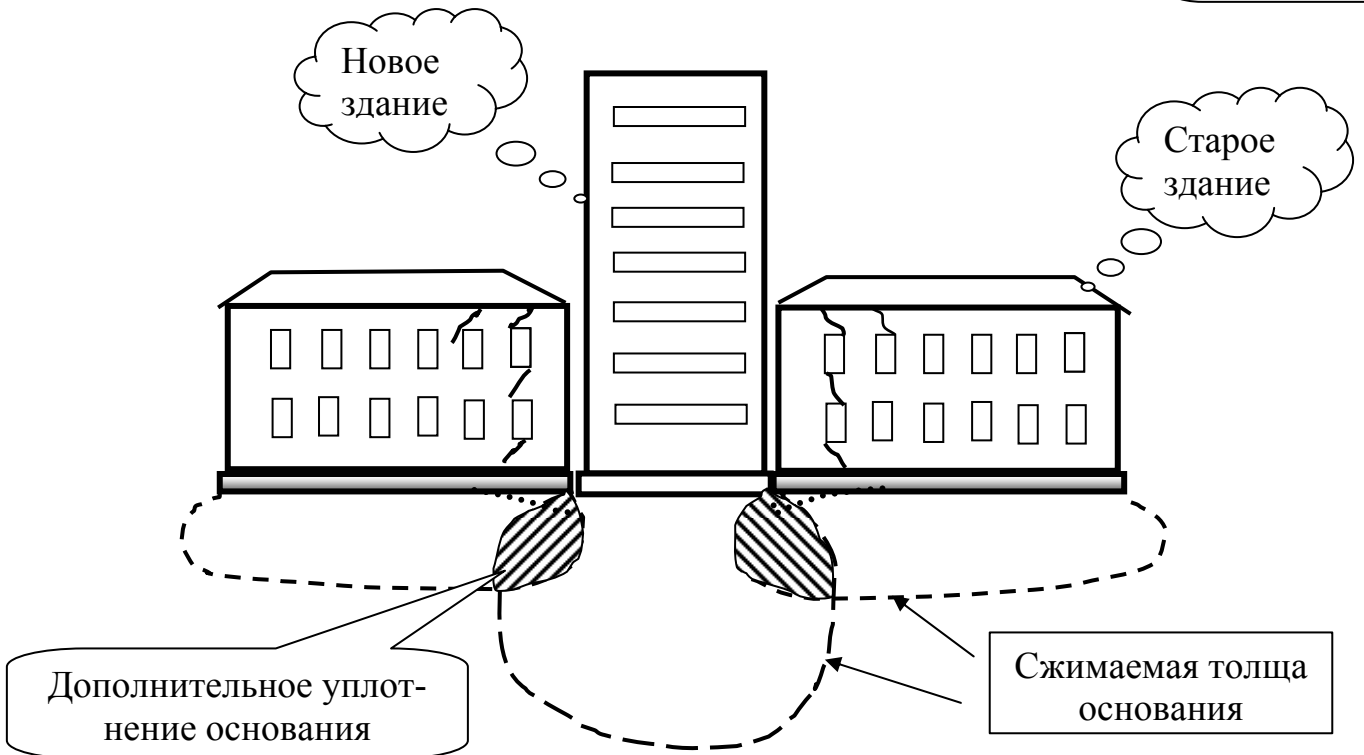 Новое
здание
Старое
здание
Дополнительное уплот-
нение основания
Сжимаемая толща
основания